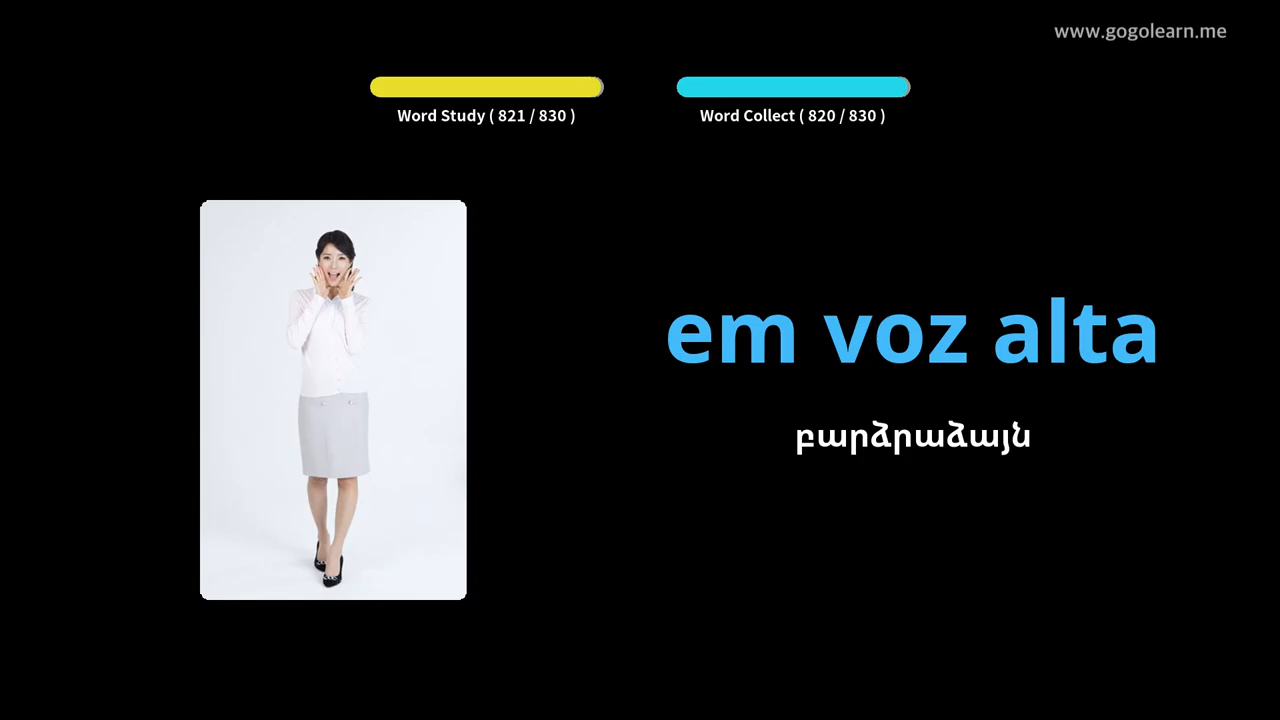 www.gogolearn.me
Word Study ( 821 / 830 )
Word Collect ( 820 / 830 )
em voz alta
բարձրաձայն